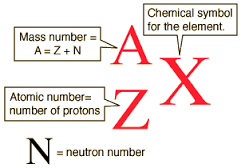 Chemical symbol
for the element.
Mass number =
A = Z + N
A
X
Atomic number=
number of protons
Z
N = neutron number